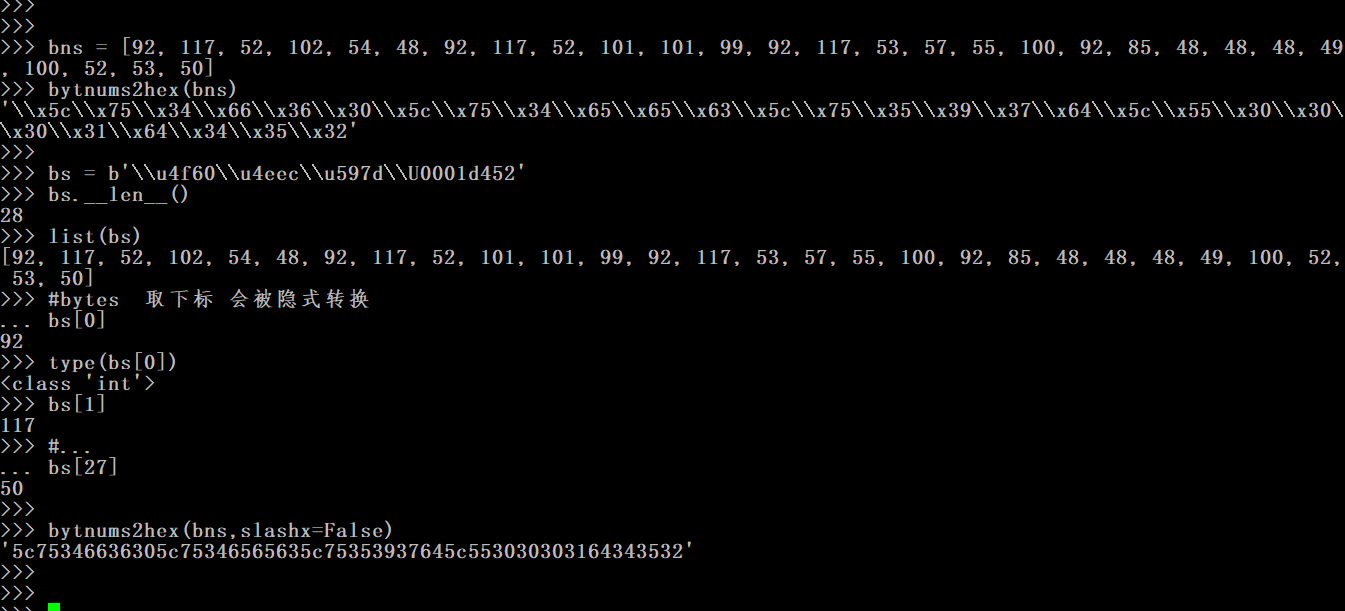 >>>
>>>
>>> bns = [92, 117, 52, 102, 54, 48, 92, 117, 52, 101, 101, 99, 92, 117, 53, 57, 55, 100, 92, 85, 48, 48, 48, 49
, 100, 52, 53, 50]
>>> bytnums2hex(bns)
'\\x5c\\x75\\x34\\x66\\x36\\x30\\x5c\\x75\\x34\\x65\\x65\\x63\\x5c\\x75\\x35\\x39\\x37\\x64\\x5c\\x55\\x30\\x30\
\x30\\x31\\x64\\x34\\x35\\x32'
>>>
>>> bs = b'\\u4f60\\u4eec\\u597d\\U0001d452'
>>> bs.__len__()
28
>>> list(bs)
[92, 117, 52, 102, 54, 48, 92, 117, 52, 101, 101, 99, 92, 117, 53, 57, 55, 100, 92, 85, 48, 48, 48, 49, 100, 52,
 53, 50]
>>> #bytes  取下标 会被隐式转换
... bs[0]
92
>>> type(bs[0])
<class 'int'>
>>> bs[1]
117
>>> #...
... bs[27]
50
>>>
>>> bytnums2hex(bns,slashx=False)
'5c75346636305c75346565635c75353937645c553030303164343532'
>>>
>>>
>>>